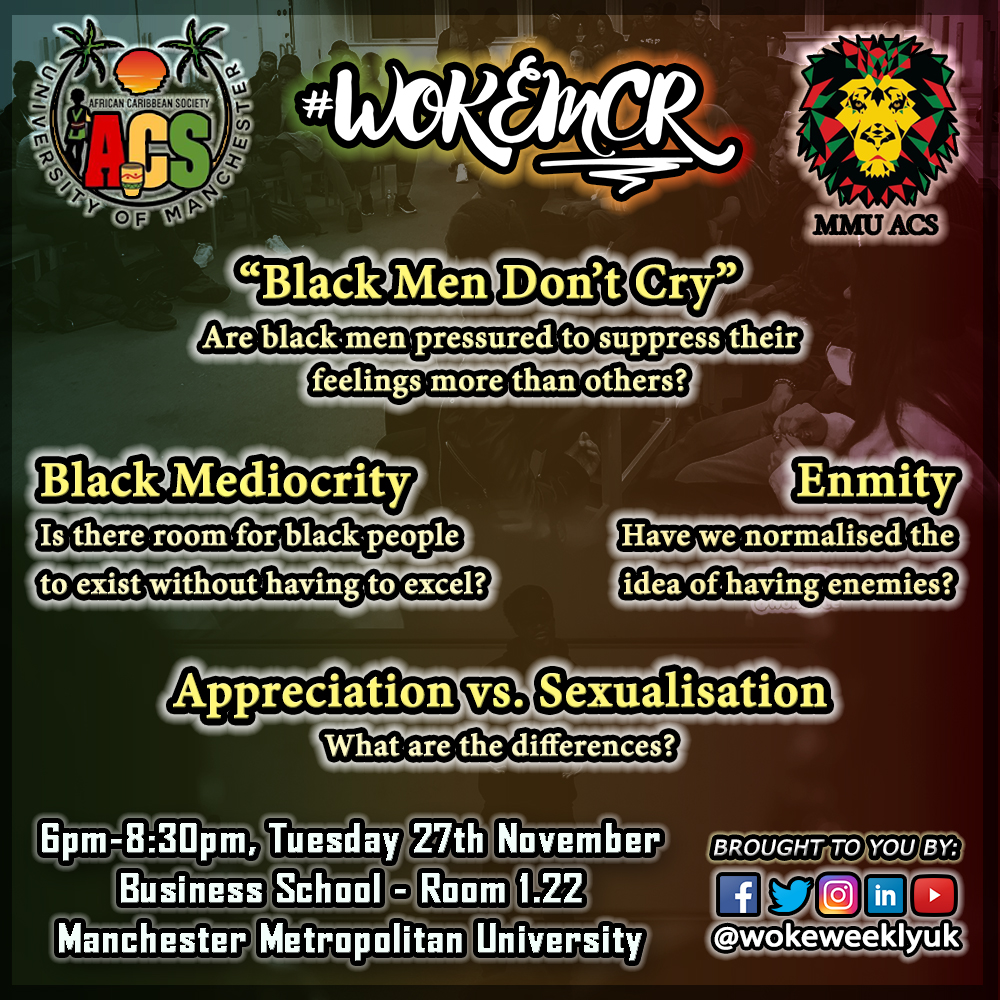 UNIVERSITY OF MANCHESTER
AFRICAN CARIBBEAN SOCIETY
ACS
#WOKEMCR
MMU ACS
“Black Men Don’t Cry”
Are black men pressured to suppress their
feelings more than others?
Black Mediocrity
Is there room for black people
to exist without having to excel?
Enmity
Have we normalised the
idea of having enemies?
Appreciation vs. Sexualisation
What are the differences?
6pm-8:30pm, Tuesday 27th November
Business School - Room 1.22
Manchester Metropolitan University
BROUGHT TO YOU BY:
@wokeweeklyuk